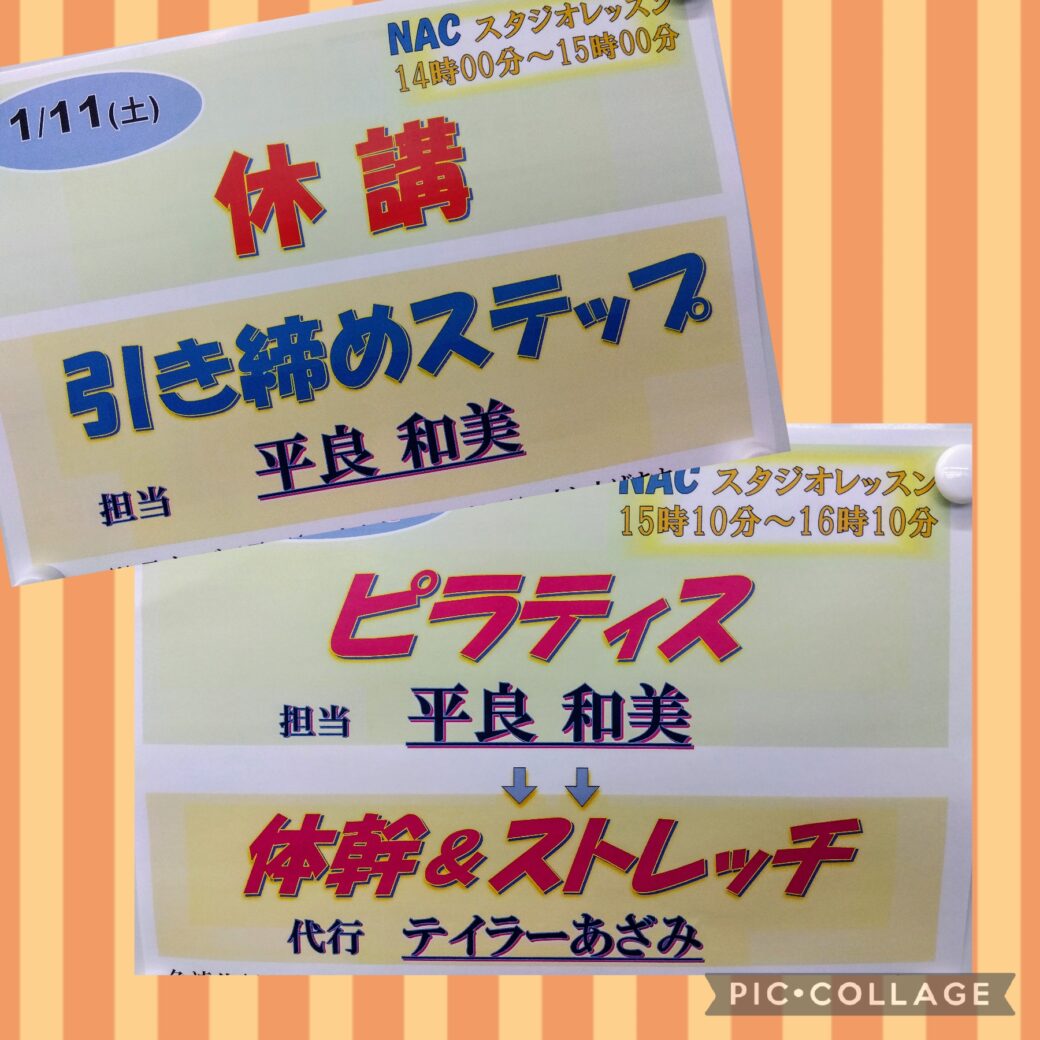 NAC スタジオレッスン
14時00分～15時00分
1/11(土)
休講
引き締めステップ
担当 平良 和美
NAC スタジオレッスン
15時10分～16時10分
ピラティス
担当 平良 和美
体幹&ストレッチ
代行 テイラーあざみ
PIC•COLLAGE